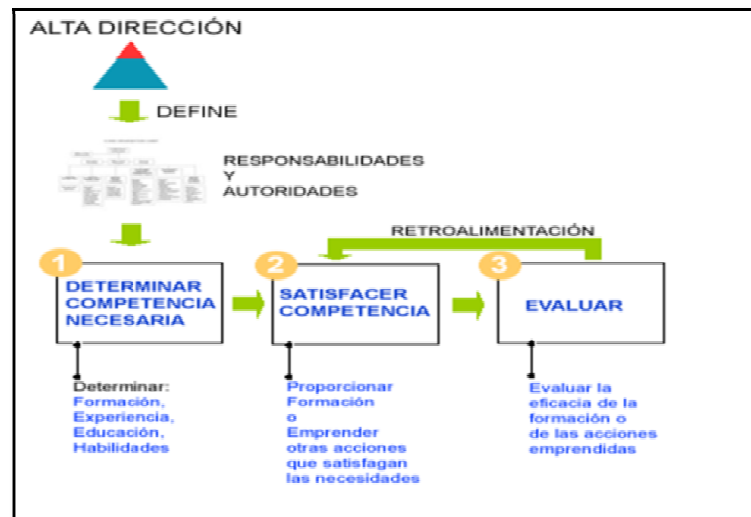 ALTA DIRECCIÓN
DEFINE
RESPONSABILIDADES
Y
AUTORIDADES
RETROALIMENTACIÓN
1
DETERMINAR
COMPETENCIA
NECESARIA
2
SATISFACER
COMPETENCIA
3
EVALUAR
Determinar:
Formación,
Experiencia,
Educación,
Habilidades
Proporcionar
Formación
o
Emprender
otras acciones
que satisfagan
las necesidades
Evaluar la
eficacia de la
formación o
de las acciones
emprendidas